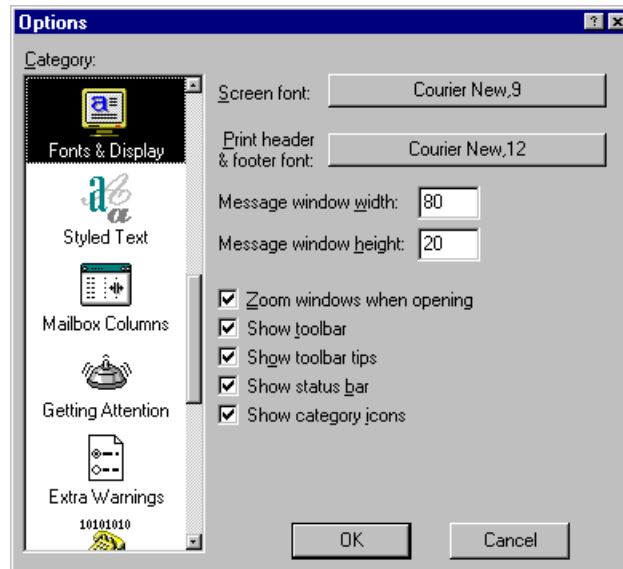 Options
Category:
Fonts & Display
Styled Text
Mailbox Columns
Getting Attention
Extra Warnings
10101010
Screen font: Courier New,9
Print header
& footer font: Courier New,12
Message window width: 80
Message window height: 20
Zoom windows when opening
Show toolbar
Show toolbar tips
Show status bar
Show category icons
OK Cancel